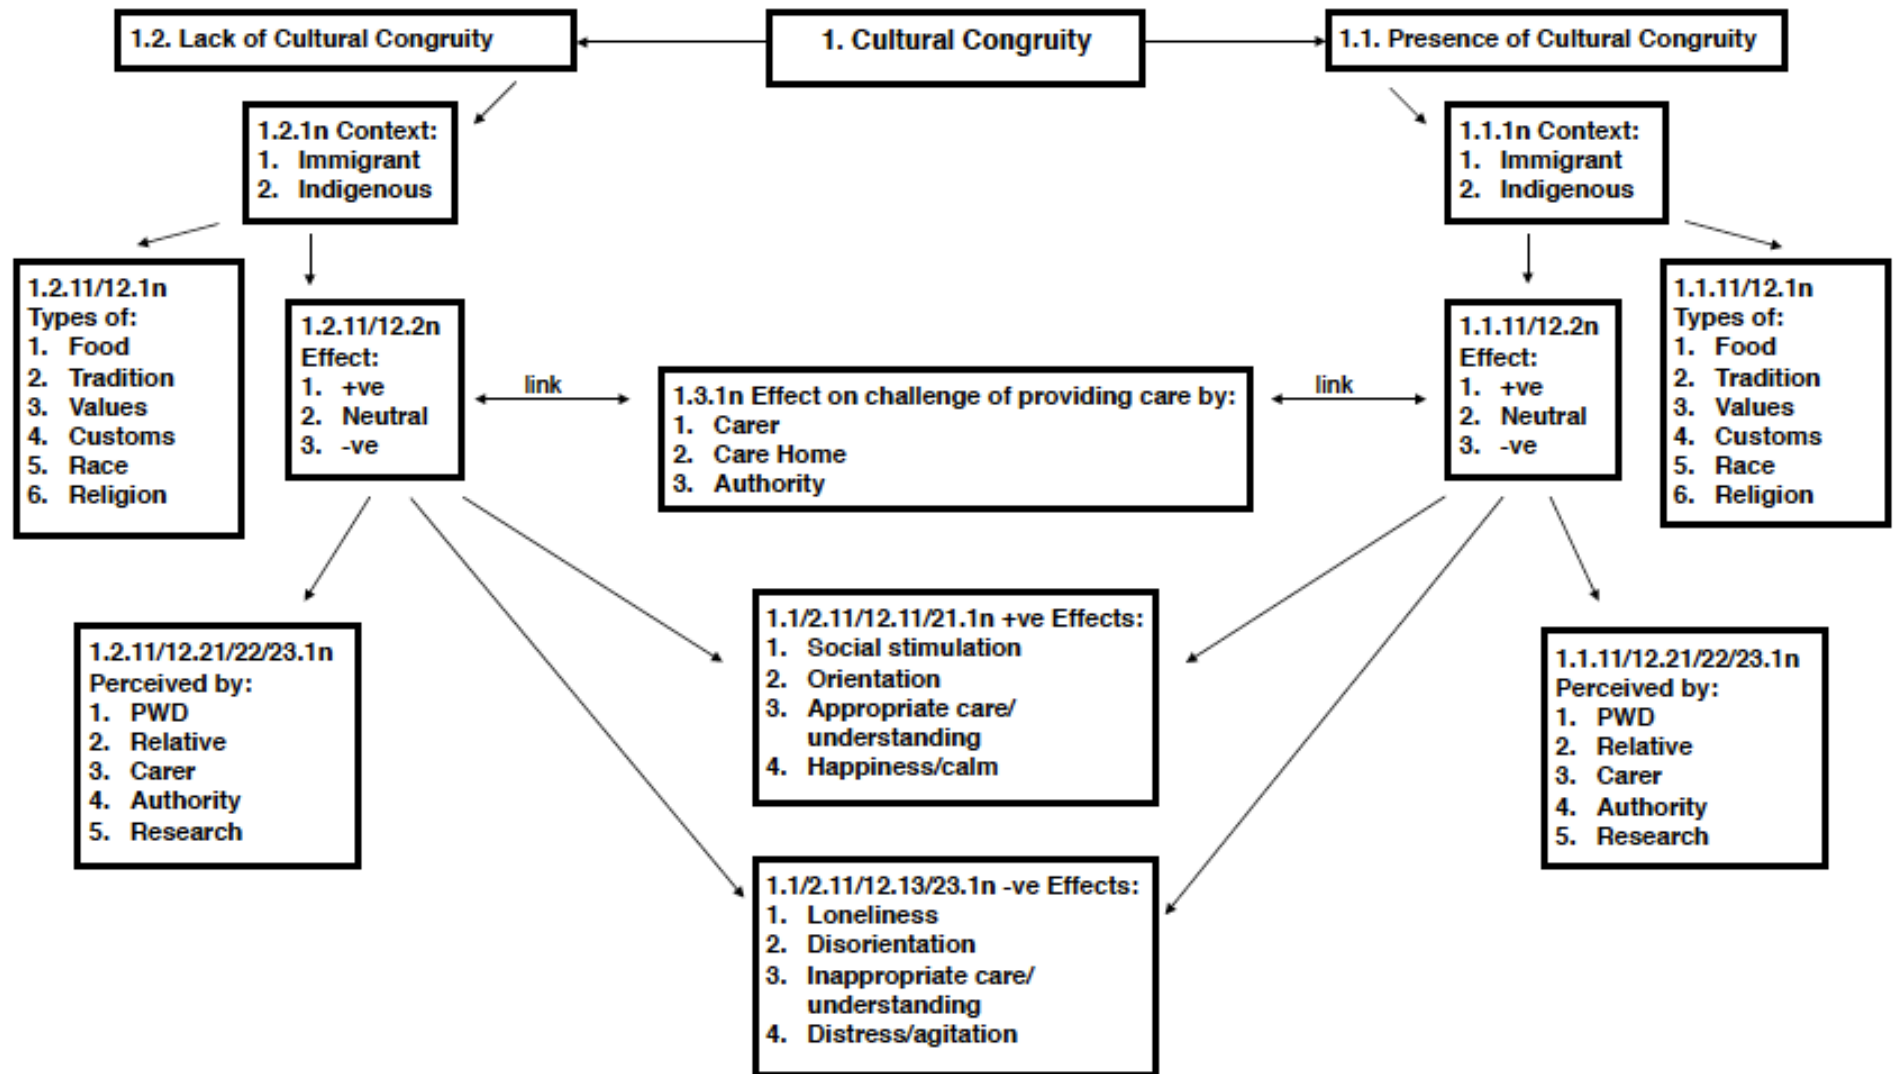 1.2. Lack of Cultural Congruity
1. Cultural Congruity
1.1. Presence of Cultural Congruity
1.2.1n Context:
1. Immigrant
2. Indigenous
1.1.1n Context:
1. Immigrant
2. Indigenous
1.2.11/12.1n
Types of:
1. Food
2. Tradition
3. Values
4. Customs
5. Race
6. Religion
1.2.11/12.2n
Effect:
1. +ve
2. Neutral
3. -ve
link
1.3.1n Effect on challenge of providing care by:
1. Carer
2. Care Home
3. Authority
link
1.1.11/12.2n
Effect:
1. +ve
2. Neutral
3. -ve
1.1.11/12.1n
Types of:
1. Food
2. Tradition
3. Values
4. Customs
5. Race
6. Religion
1.2.11/12.21/22/23.1n
Perceived by:
1. PWD
2. Relative
3. Carer
4. Authority
5. Research
1.1/2.11/12.11/21.1n +ve Effects:
1. Social stimulation
2. Orientation
3. Appropriate care/
understanding
4. Happiness/calm
1.1.11/12.21/22/23.1n
Perceived by:
1. PWD
2. Relative
3. Carer
4. Authority
5. Research
1.1/2.11/12.13/23.1n -ve Effects:
1. Loneliness
2. Disorientation
3. Inappropriate care/
understanding
4. Distress/agitation